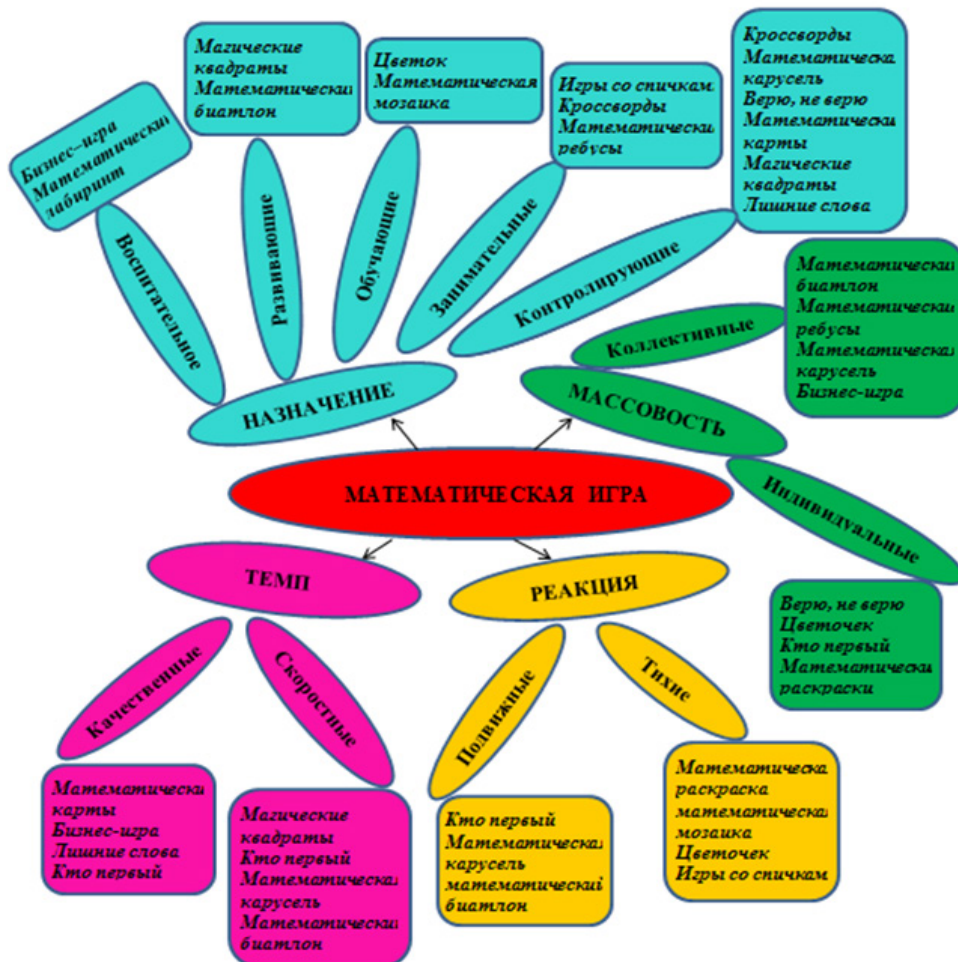 Бизнес-игра
Математически
лабиринт
Магические
квадраты
Математически
биатлон
Цветок
Математическая
мозаика
Игры со спичкам
Кроссворды
Математически
ребусы
Кроссворды
Математическа
карусель
Верю, не верю
Математически
карты
Магические
квадраты
Лишние слова
Воспитательное
Развивающие
Обучающие
Занимательные
Контролирующие
НАЗНАЧЕНИЕ
Коллективные
МАССОВОСТЬ
Математически
биатлон
Математически
ребусы
Математическа
карусель
Бизнес-игра
Индивидуальные
Верю, не верю
Цветочек
Кто первый
Математически
раскраски
МАТЕМАТИЧЕСКАЯ ИГРА
ТЕМП
Качественные
Скоростные
Математически
карты
Бизнес-игра
Лишние слова
Кто первый
Магические
квадраты
Кто первый
Математическа
карусель
Математически
биатлон
РЕАКЦИЯ
Подвижные
Тихие
Кто первый
Математическа
карусель
математический
биатлон
Математическа
раскраска
математическа
мозаика
Цветочек
Игры со спичкам